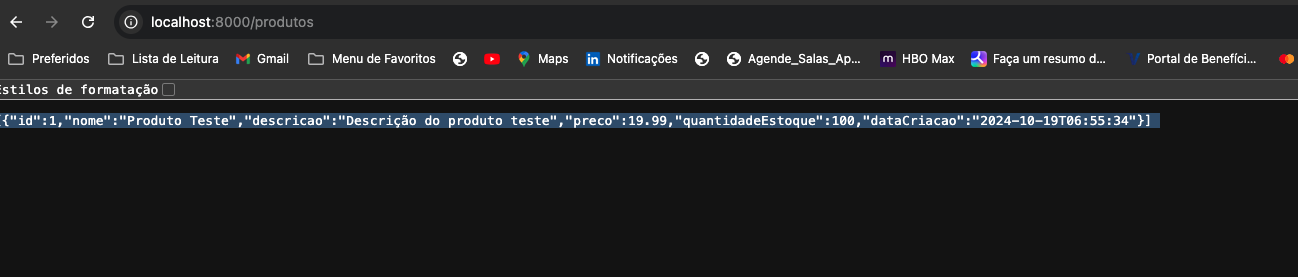 localhost:8000/produtos
Preferidos Lista de Leitura Gmail Menu de Favoritos Maps Notificações Agende_Salas_Ap... HBO Max Faça um resumo d... Portal de Benefíci...
Estilos de formatação
[{"id":1,"nome":"Produto Teste","descricao":"Descrição do produto teste","preco":19.99,"quantidadeEstoque":100,"dataCriacao":"2024-10-19T06:55:34"}]